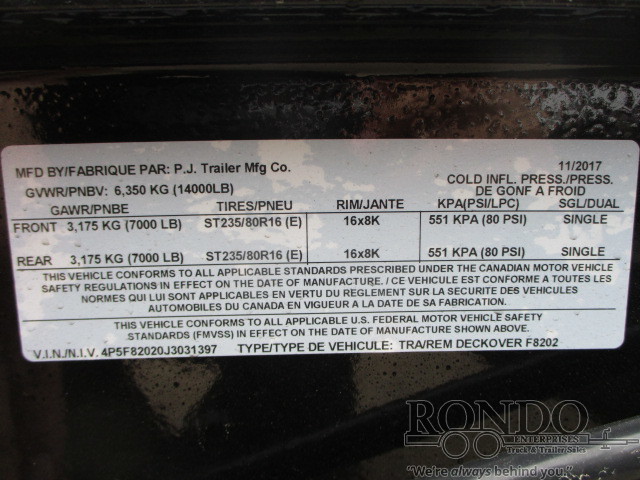 MFD BY/FABRIQUE PAR: P.J. Trailer Mfg Co. 11/2017
GVWR/PNBV: 6,350 KG (14000LB) COLD INFL. PRESS./PRESS. DE GONF A FROID
GAWR/PNBE TIRES/PNEU RIM/JANTE KPA(PSI/LPC) SGL/DUAL
FRONT 3,175 KG (7000 LB) ST235/80R16 (E) 16x8K 551 KPA (80 PSI) SINGLE
REAR 3,175 KG (7000 LB) ST235/80R16 (E) 16x8K 551 KPA (80 PSI) SINGLE
THIS VEHICLE CONFORMS TO ALL APPLICABLE STANDARDS PRESCRIBED UNDER THE CANADIAN MOTOR VEHICLE
SAFETY REGULATIONS IN EFFECT ON THE DATE OF MANUFACTURE. / CE VEHICULE EST CONFORME A TOUTES LES
NORMES QUI LUI SONT APPLICABLES EN VERTU DU REGLEMENT SUR LA SECURITE DES VEHICULES
AUTOMOBILES DU CANADA EN VIGUEUR A LA DATE DE SA FABRICATION.
THIS VEHICLE CONFORMS TO ALL APPLICABLE U.S. FEDERAL MOTOR VEHICLE SAFETY
STANDARDS (FMVSS) IN EFFECT ON THE DATE OF MANUFACTURE SHOWN ABOVE.
V.I.N./N.I.V. 4P5F82020J3031397 TYPE/TYPE DE VEHICULE: TRA/REM DECKOVER F8202
RONDO
ENTERPRISES
Truck & Trailer Sales
"We're always behind you."